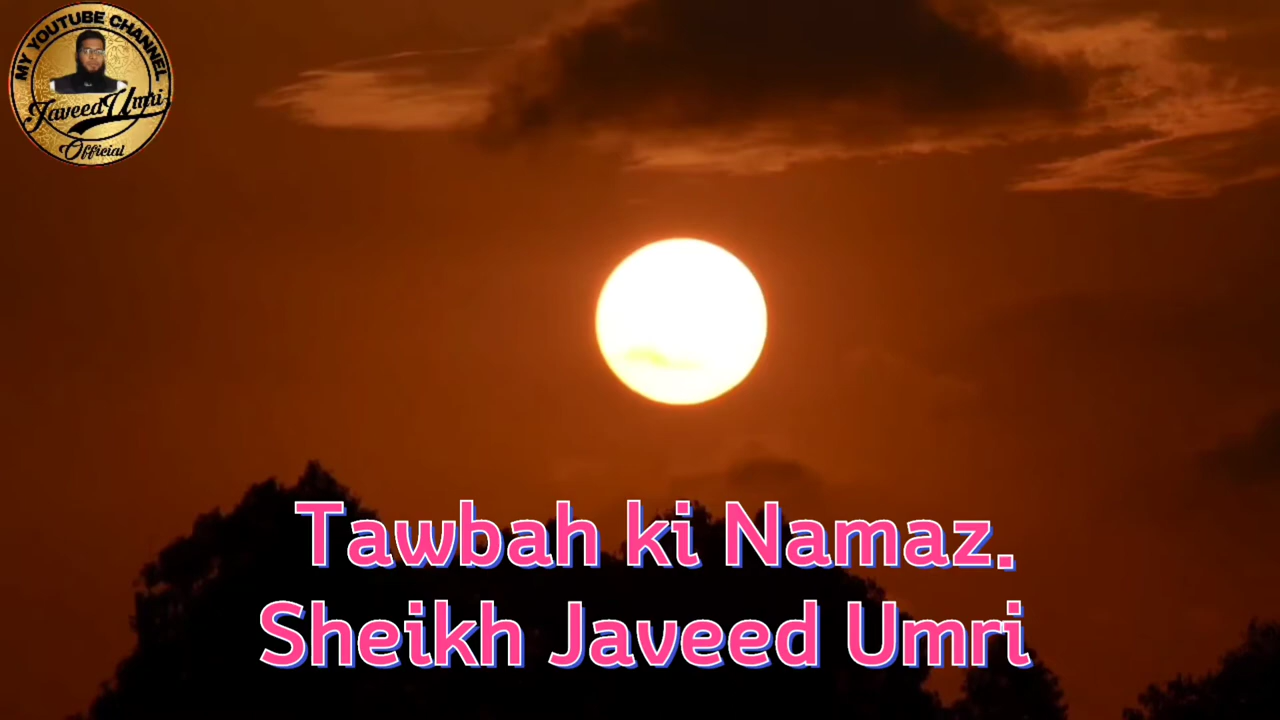 MY YOUTUBE CHANNEL
Javeed Umri
Official
Tawbah ki Namaz.
Sheikh Javeed Umri